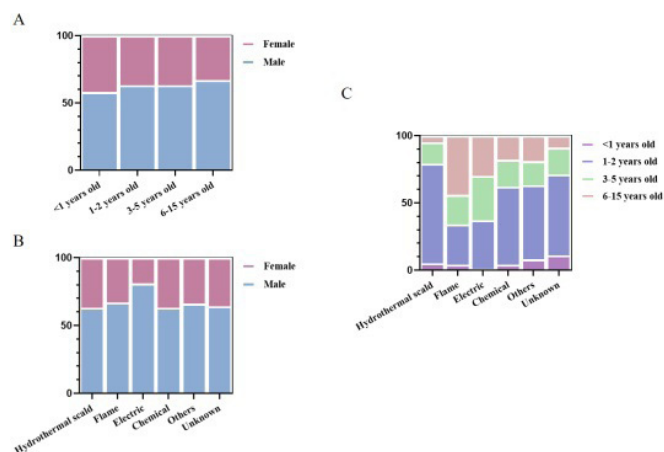 A
100
50
0
Female
Male
<1 years old
1-2 years old
3-5 years old
6-15 years old
B
100
50
0
Female
Male
Hydrothermal scald
Flame
Electric
Chemical
Others
Unknown
C
100
50
0
<1 years old
1-2 years old
3-5 years old
6-15 years old
Hydrothermal scald
Flame
Electric
Chemical
Others
Unknown